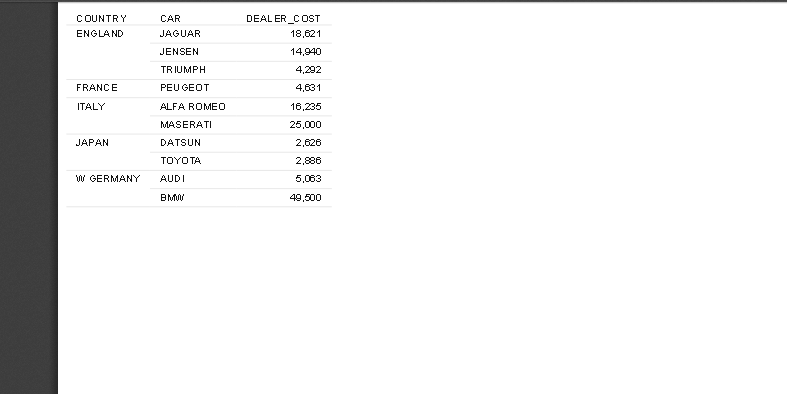 COUNTRY CAR DEALER_COST
ENGLAND JAGUAR 18,621
JENSEN 14,940
TRIUMPH 4,292
FRANCE PEUGEOT 4,631
ITALY ALFA ROMEO 16,235
MASERATI 25,000
JAPAN DATSUN 2,626
TOYOTA 2,886
W GERMANY AUDI 5,063
BMW 49,500